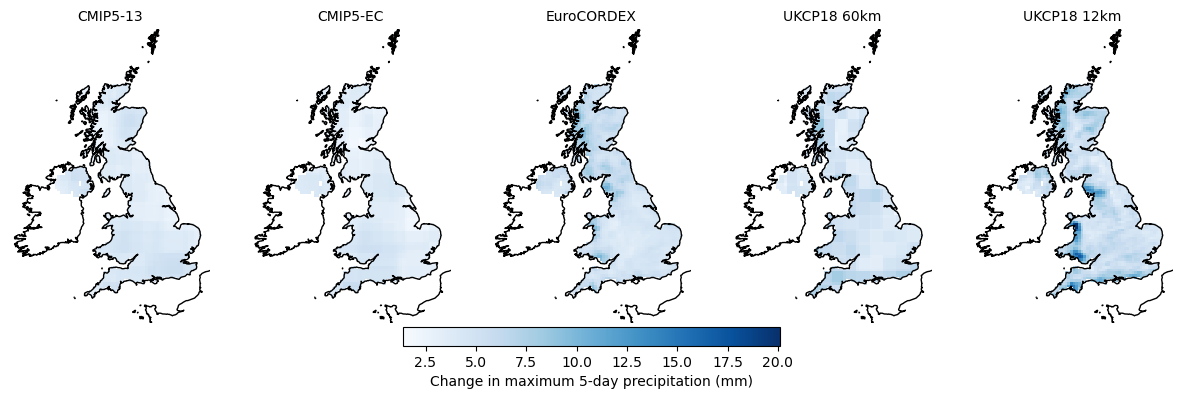 CMIP5-13
CMIP5-EC
EuroCORDEX
UKCP18 60km
UKCP18 12km
2.5 5.0 7.5 10.0 12.5 15.0 17.5 20.0
Change in maximum 5-day precipitation (mm)